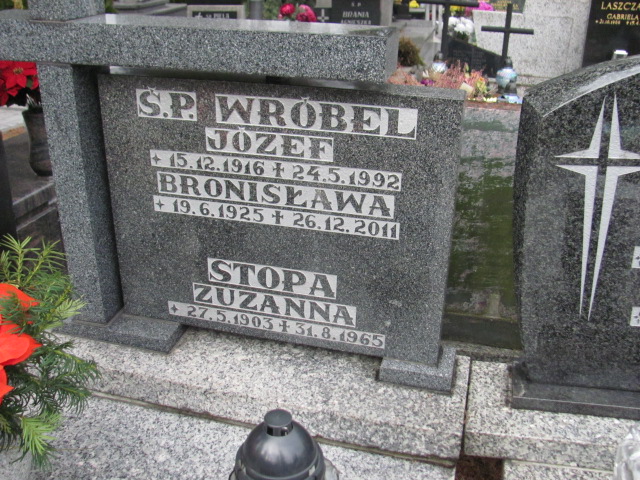 Ś.P. WRÓBEL
JÓZEF
15.12.1916 + 24.5.1992
BRONISŁAWA
19.6.1925 + 26.12.2011
STOPA
ZUZANNA
27.5.1903 + 31.8.1965